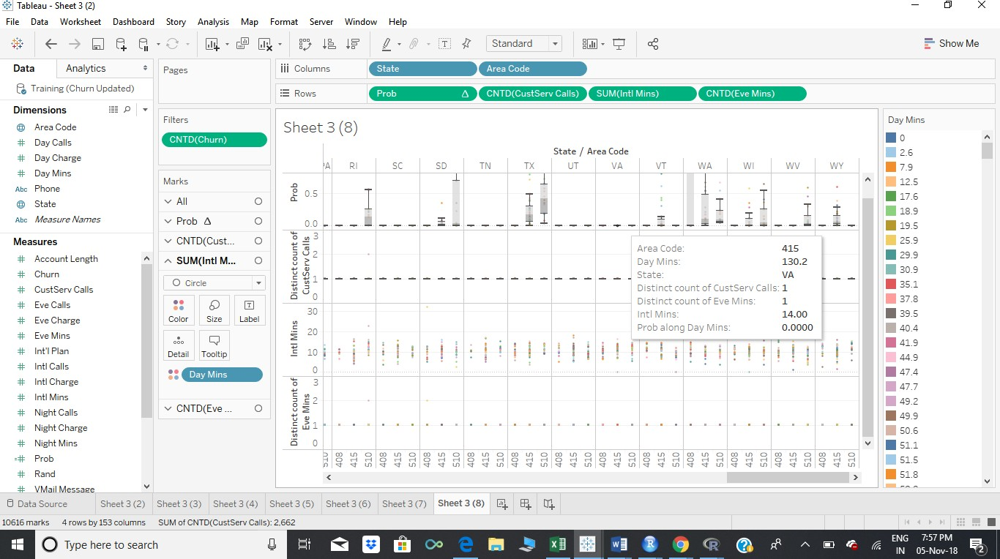 Tableau - Sheet 3 (2)
File Data Worksheet Dashboard Story Analysis Map Format Server Window Help
Standard
Show Me
Data Analytics
Training (Churn Updated)
Dimensions
Area Code
Day Calls
Day Charge
Day Mins
Abc Phone
State
Abc Measure Names
Measures
Account Length
Churn
CustServ Calls
Eve Calls
Eve Charge
Eve Mins
Int'l Plan
Intl Calls
Intl Charge
Intl Mins
Night Calls
Night Charge
Night Mins
Prob
Rand
VMail Message
Pages
Filters
CNTD(Churn)
Marks
All
Prob Δ
CNTD(Cust...
SUM(Intl M...
Circle
Color Size Label
Detail Tooltip
Day Mins
CNTD(Eve ...
Columns State Area Code
Rows Prob Δ CNTD(CustServ Calls) SUM(Intl Mins) CNTD(Eve Mins)
Sheet 3 (8)
State / Area Code
PA RI SC SD TN TX UT VA VT WA WI WV WY
Prob
0.5
0.0
Distinct count of
CustServ Calls
3
2
1
0
Intl Mins
30
20
10
0
Distinct count of
Eve Mins
3
2
1
0
510 408 415 510 408 415 510 408 415 510 408 415 510 408 415 510 408 415 510 408 415 510 408 415 510 408 415 510 408 415 510 408 415 510 408 415 510
Area Code: 415
Day Mins: 130.2
State: VA
Distinct count of CustServ Calls: 1
Distinct count of Eve Mins: 1
Intl Mins: 14.00
Prob along Day Mins: 0.0000
Day Mins
0
2.6
7.9
12.5
17.6
18.9
19.5
25.9
29.9
30.9
35.1
37.8
39.5
40.4
41.9
44.9
47.4
47.7
49.2
49.9
50.6
51.1
51.5
51.8
Data Source Sheet 3 (2) Sheet 3 (3) Sheet 3 (4) Sheet 3 (5) Sheet 3 (6) Sheet 3 (7) Sheet 3 (8)
10616 marks 4 rows by 153 columns SUM of CNTD(CustServ Calls): 2,662
Type here to search
ENG
IN
7:57 PM
05-Nov-18
2